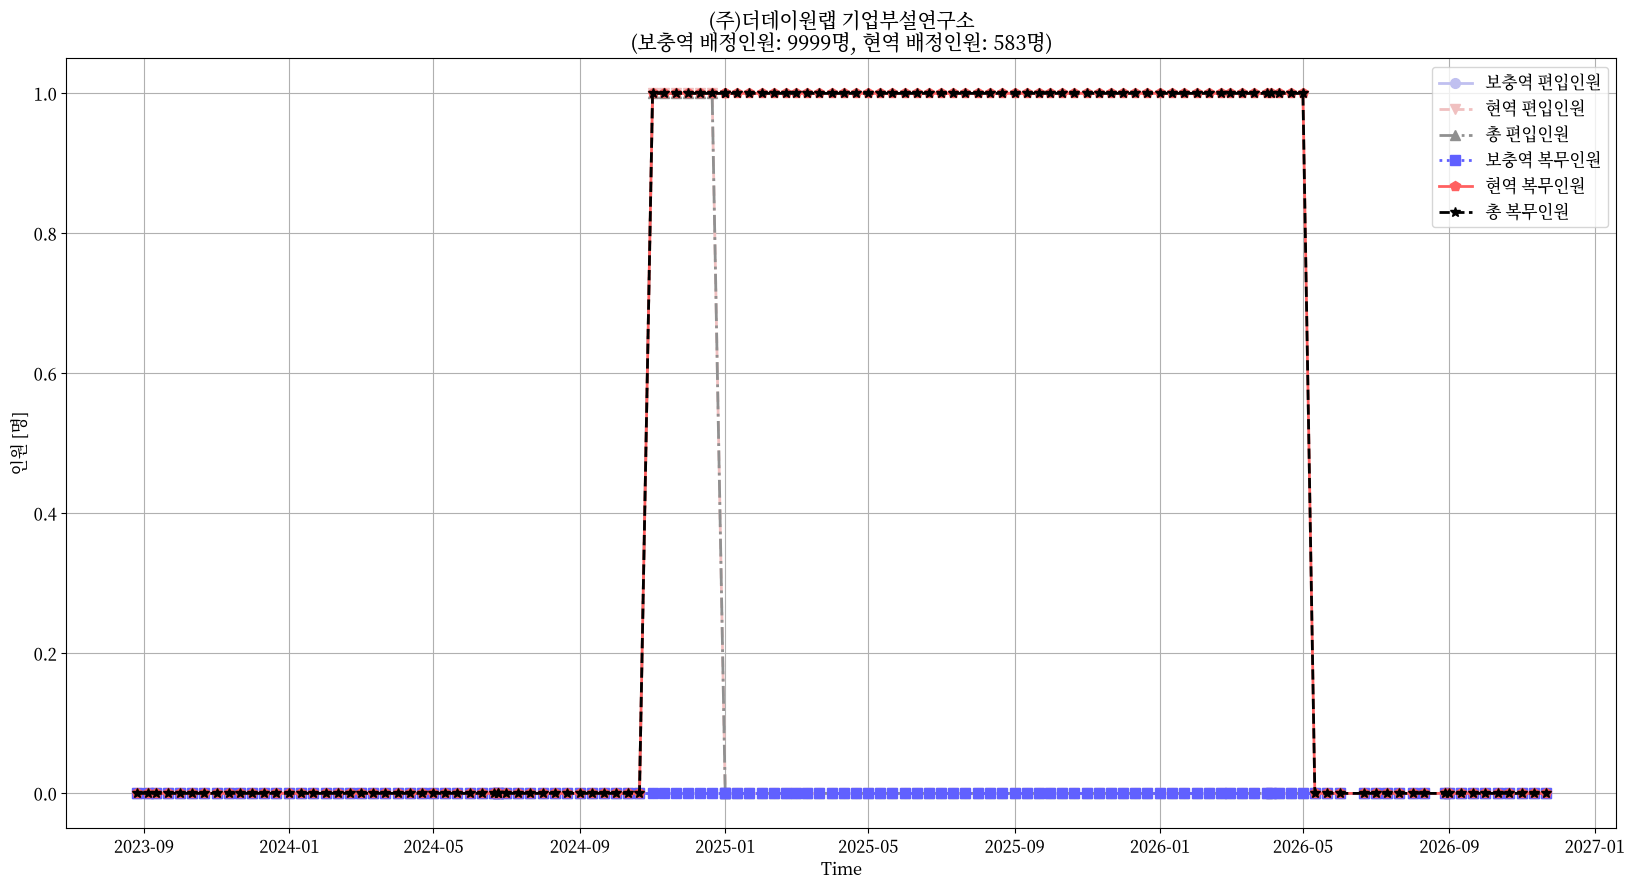 (주)더데이원랩 기업부설연구소
(보충역 배정인원: 9999명, 현역 배정인원: 583명)
보충역 편입인원
현역 편입인원
총 편입인원
보충역 복무인원
현역 복무인원
총 복무인원
인원 [명]
1.0
0.8
0.6
0.4
0.2
0.0
2023-09
2024-01
2024-05
2024-09
2025-01
2025-05
2025-09
2026-01
2026-05
2026-09
2027-01
Time